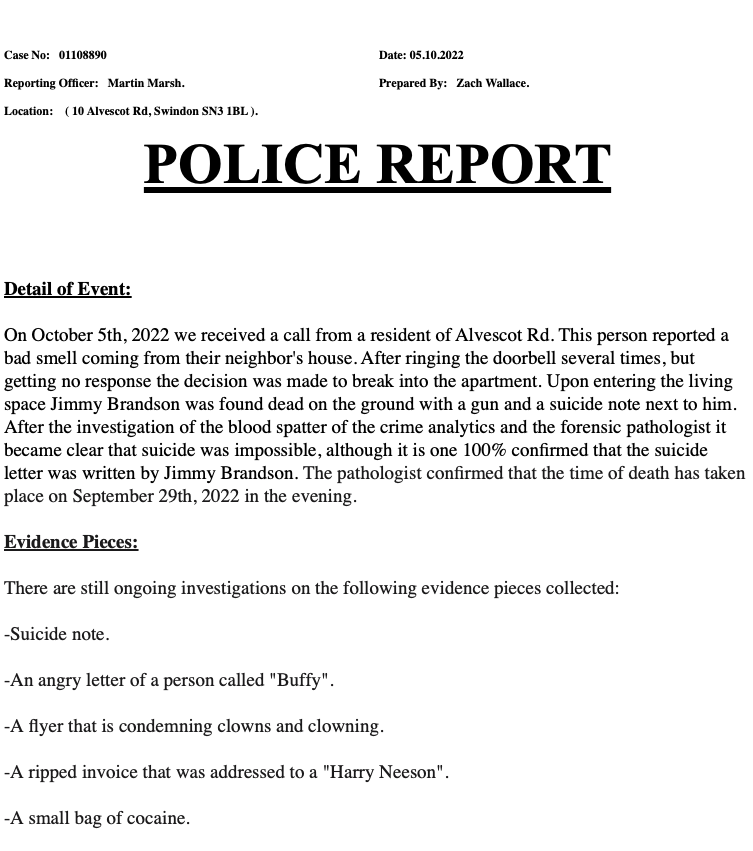 Case No: 01108890
Date: 05.10.2022
Reporting Officer: Martin Marsh.
Prepared By: Zach Wallace.
Location: ( 10 Alvescot Rd, Swindon SN3 1BL ).
POLICE REPORT
Detail of Event:
On October 5th, 2022 we received a call from a resident of Alvescot Rd. This person reported a
bad smell coming from their neighbor's house. After ringing the doorbell several times, but
getting no response the decision was made to break into the apartment. Upon entering the living
space Jimmy Brandson was found dead on the ground with a gun and a suicide note next to him.
After the investigation of the blood spatter of the crime analytics and the forensic pathologist it
became clear that suicide was impossible, although it is one 100% confirmed that the suicide
letter was written by Jimmy Brandson. The pathologist confirmed that the time of death has taken
place on September 29th, 2022 in the evening.
Evidence Pieces:
There are still ongoing investigations on the following evidence pieces collected:
-Suicide note.
-An angry letter of a person called "Buffy".
-A flyer that is condemning clowns and clowning.
-A ripped invoice that was addressed to a "Harry Neeson".
-A small bag of cocaine.